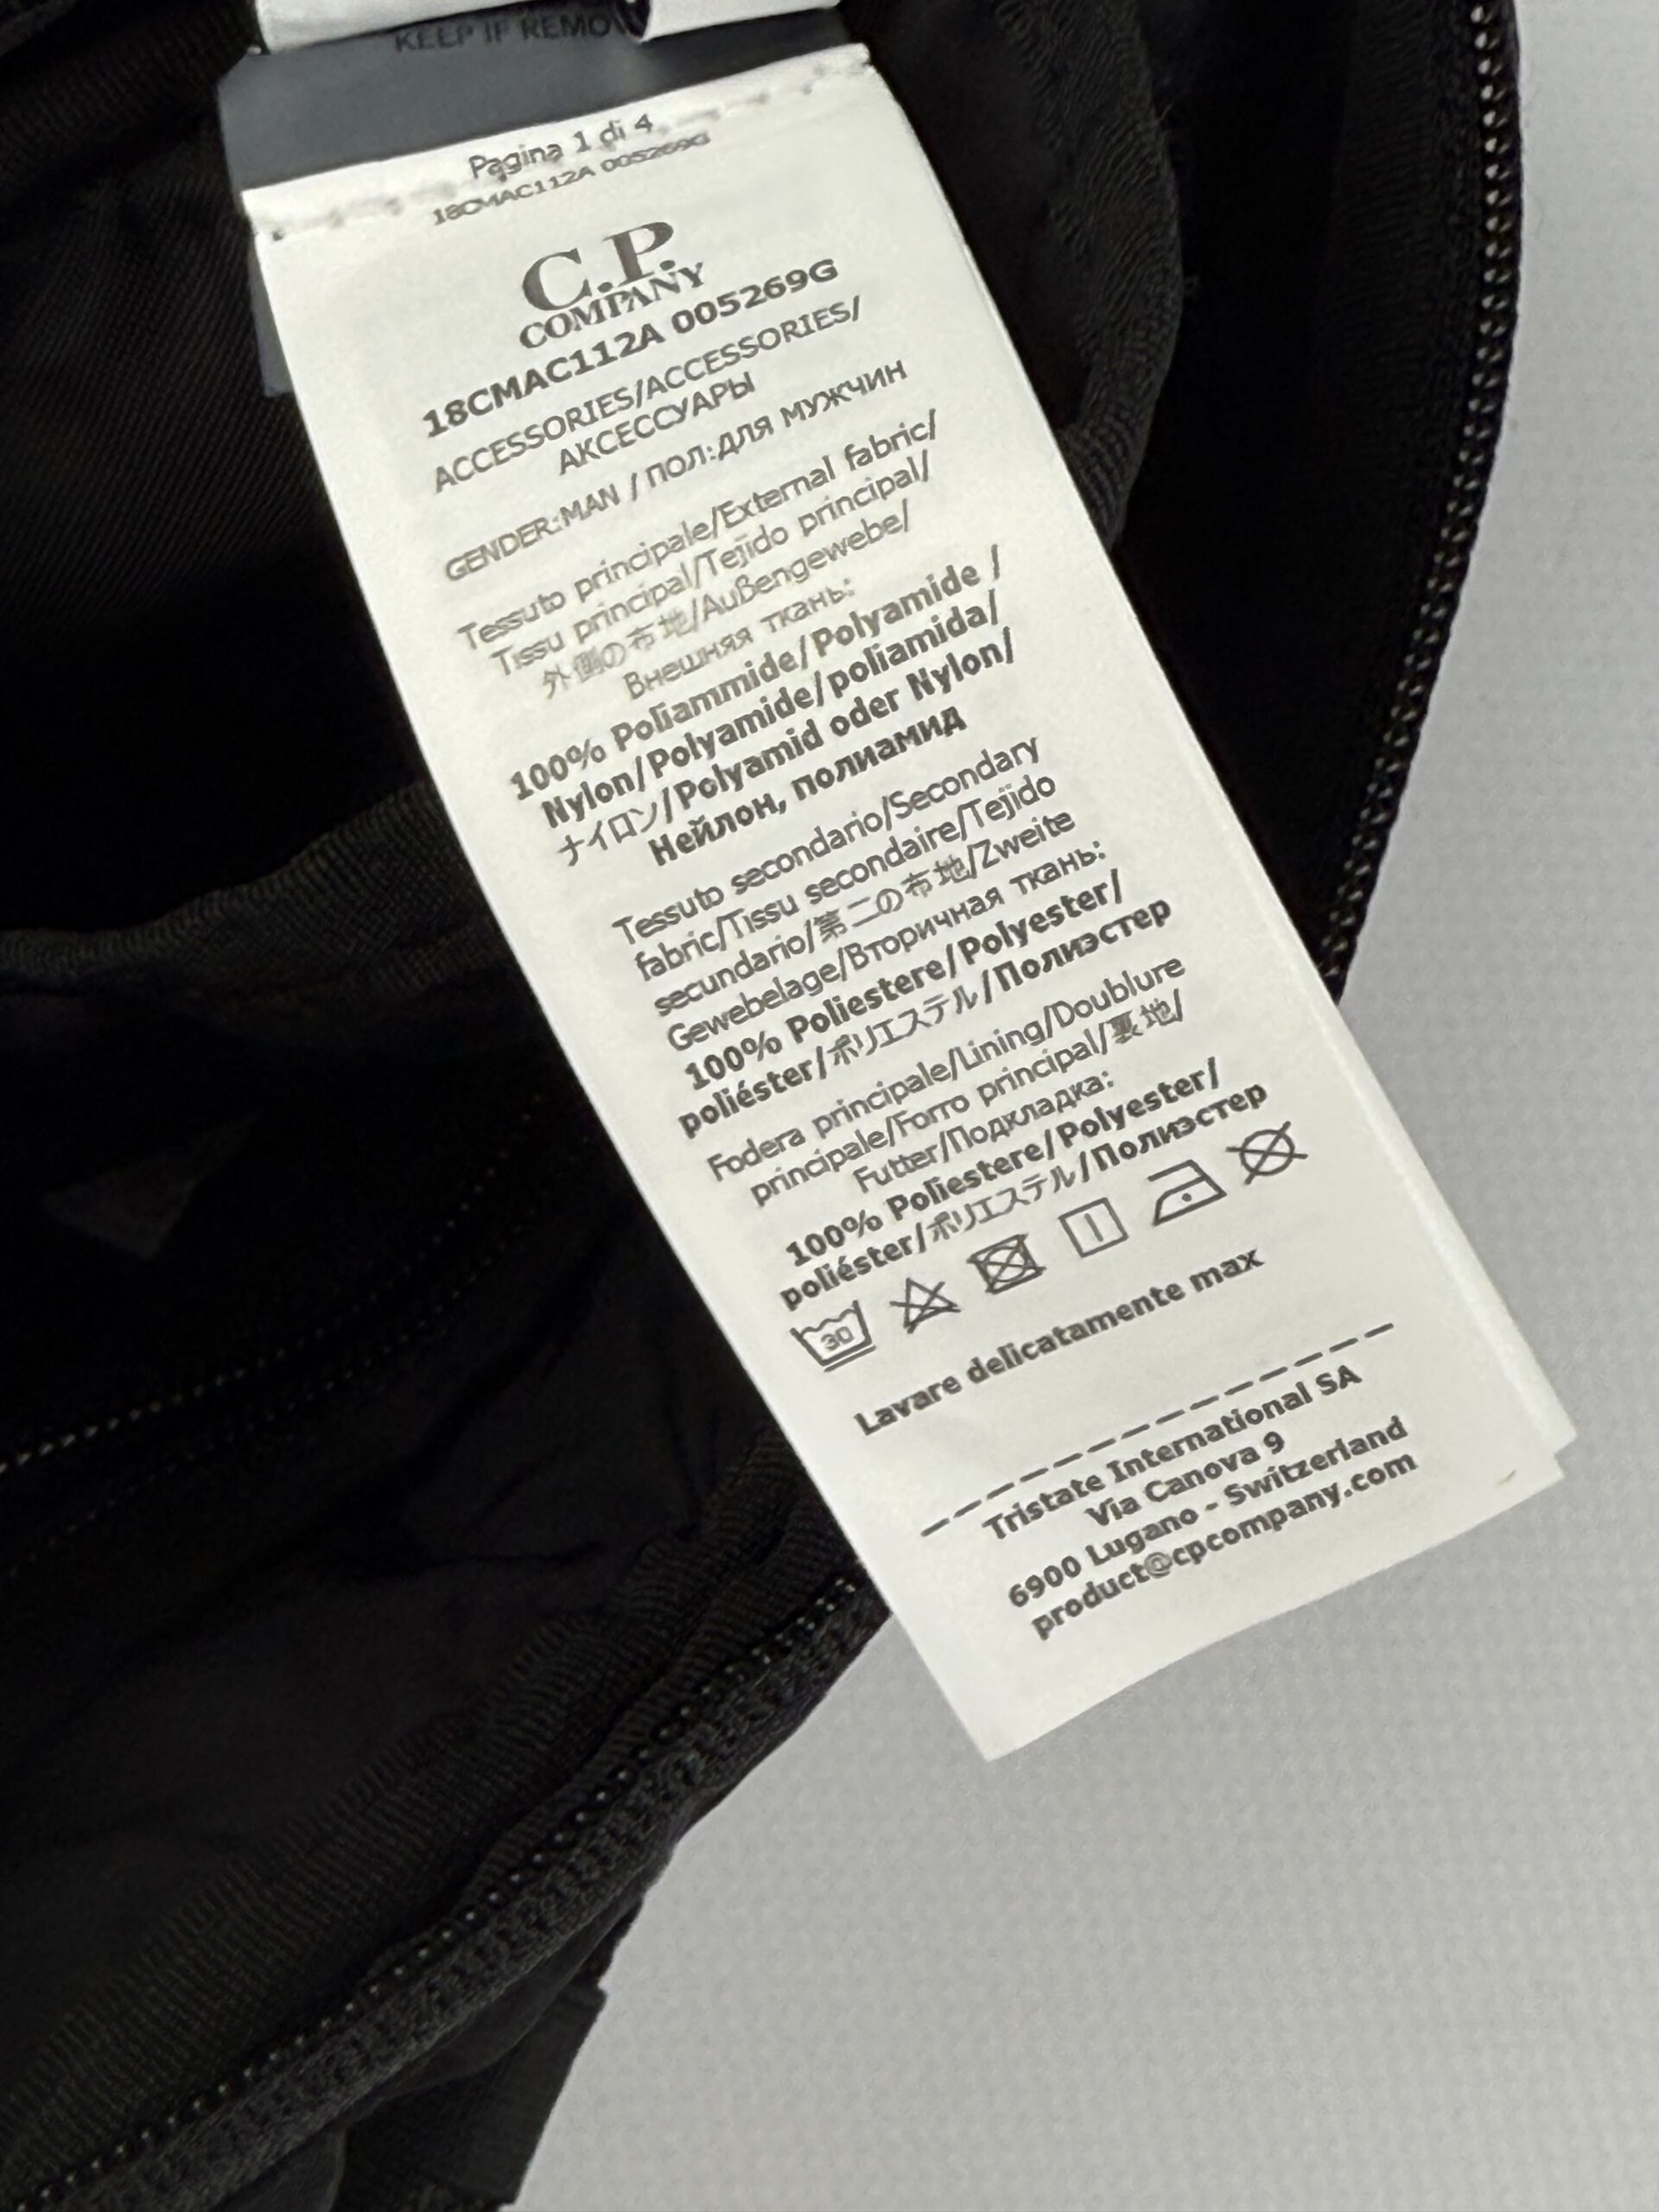 KEEP IF REMO
Pagina 1 di 4
18CMAC112A 005269G
C.P.
COMPANY
18CMAC112A 005269G
ACCESSORIES/ACCESSORIES/
АКСЕССУАРЫ
GENDER:MAN / ПОЛ:ДЛЯ МУЖЧИН
Tessuto principale/External fabric/
Tissu principal/Tejido principal/
外側の布地/Außengewebe/
Внешняя ткань:
100% Poliammide/Polyamide /
Nylon/Polyamide/poliamida/
ナイロン/Polyamid oder Nylon/
Нейлон, полиамид
Tessuto secondario/Secondary
fabric/Tissu secondaire/Tejido
secundario/第二の布地/Zweite
Gewebelage/Вторичная ткань:
100% Poliestere/Polyester/
poliéster/ポリエステル/Полиэстер
Fodera principale/Lining/Doublure
principale/Forro principal/裏地/
Futter/Подкладка:
100% Poliestere/Polyester/
poliéster/ポリエステル/Полиэстер
30
Lavare delicatamente max
Tristate International SA
Via Canova 9
6900 Lugano - Switzerland
product@cpcompany.com